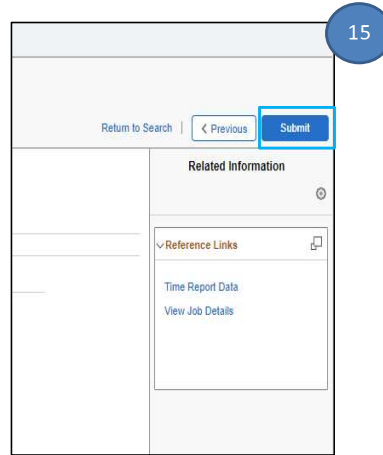 15
Return to Search | Previous Submit
Related Information
Reference Links
Time Report Data
View Job Details